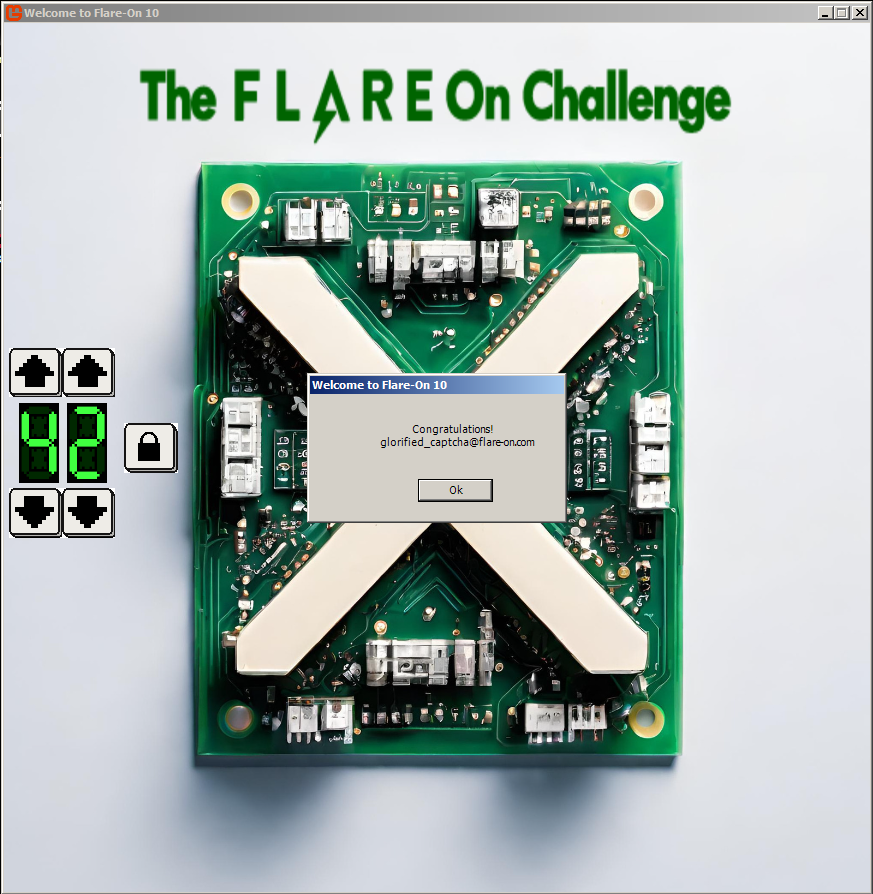 Welcome to Flare-On 10
The FLARE On Challenge
42
Welcome to Flare-On 10
Congratulations!
glorified_captcha@flare-on.com
Ok